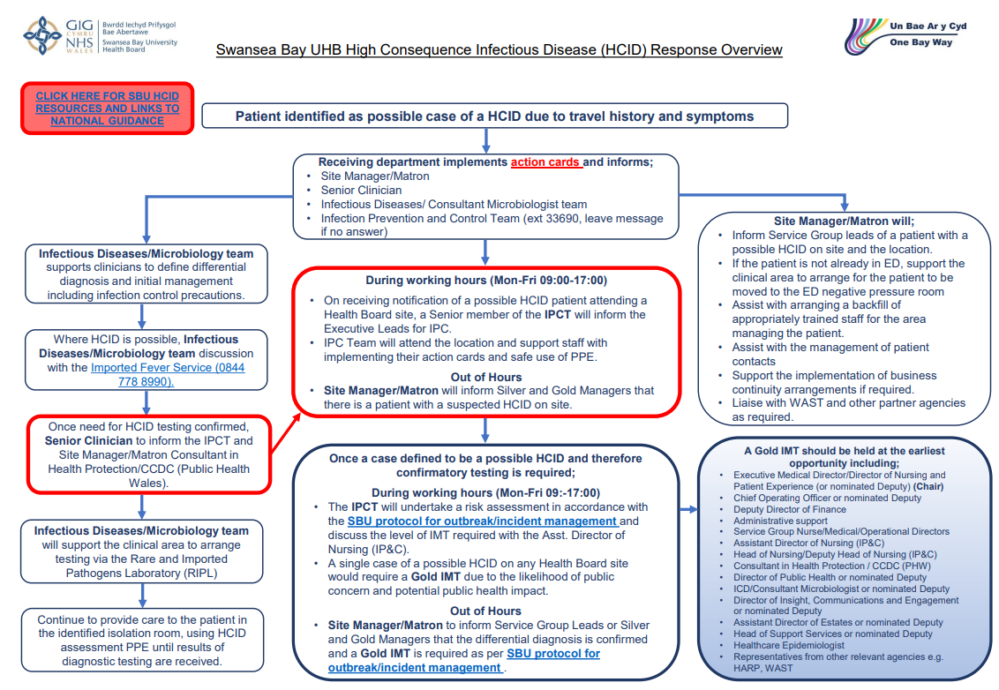 GIG
CYMRU
NHS
WALES
Bwrdd Iechyd Prifysgol
Bae Abertawe
Swansea Bay University
Health Board
Swansea Bay UHB High Consequence Infectious Disease (HCID) Response Overview
Un Bae Ar y Cyd
One Bay Way
CLICK HERE FOR SBU HCID
RESOURCES AND LINKS TO
NATIONAL GUIDANCE
Patient identified as possible case of a HCID due to travel history and symptoms
Receiving department implements action cards and informs;
• Site Manager/Matron
• Senior Clinician
• Infectious Diseases/ Consultant Microbiologist team
• Infection Prevention and Control Team (ext 33690, leave message
if no answer)
Infectious Diseases/Microbiology team
supports clinicians to define differential
diagnosis and initial management
including infection control precautions.
Where HCID is possible, Infectious
Diseases/Microbiology team discussion
with the Imported Fever Service (0844
778 8990).
Once need for HCID testing confirmed,
Senior Clinician to inform the IPCT and
Site Manager/Matron Consultant in
Health Protection/CCDC (Public Health
Wales).
Infectious Diseases/Microbiology team
will support the clinical area to arrange
testing via the Rare and Imported
Pathogens Laboratory (RIPL)
Continue to provide care to the patient in
the identified isolation room, using HCID
assessment PPE until results of
diagnostic testing are received.
During working hours (Mon-Fri 09:00-17:00)
• On receiving notification of a possible HCID patient attending a
Health Board site, a Senior member of the IPCT will inform the
Executive Leads for IPC.
• IPC Team will attend the location and support staff with
implementing their action cards and safe use of PPE.
Out of Hours
• Site Manager/Matron will inform Silver and Gold Managers that
there is a patient with a suspected HCID on site.
Once a case defined to be a possible HCID and therefore
confirmatory testing is required;
During working hours (Mon-Fri 09:-17:00)
• The IPCT will undertake a risk assessment in accordance with
the SBU protocol for outbreak/incident management and
discuss the level of IMT required with the Asst. Director of
Nursing (IP&C).
• A single case of a possible HCID on any Health Board site
would require a Gold IMT due to the likelihood of public
concern and potential public health impact.
Out of Hours
• Site Manager/Matron to inform Service Group Leads or Silver
and Gold Managers that the differential diagnosis is confirmed
and a Gold IMT is required as per SBU protocol for
outbreak/incident management .
Site Manager/Matron will;
• Inform Service Group leads of a patient with a
possible HCID on site and the location.
• If the patient is not already in ED, support the
clinical area to arrange for the patient to be
moved to the ED negative pressure room
• Assist with arranging a backfill of
appropriately trained staff for the area
managing the patient.
• Assist with the management of patient
contacts
• Support the implementation of business
continuity arrangements if required.
• Liaise with WAST and other partner agencies
as required.
A Gold IMT should be held at the earliest
opportunity including;
• Executive Medical Director/Director of Nursing and
Patient Experience (or nominated Deputy) (Chair)
• Chief Operating Officer or nominated Deputy
• Deputy Director of Finance
• Administrative support
• Service Group Nurse/Medical/Operational Directors
• Assistant Director of Nursing (IP&C)
• Head of Nursing/Deputy Head of Nursing (IP&C)
• Consultant in Health Protection / CCDC (PHW)
• Director of Public Health or nominated Deputy
• ICD/Consultant Microbiologist or nominated Deputy
• Director of Insight, Communications and Engagement
or nominated Deputy
• Assistant Director of Estates or nominated Deputy
• Head of Support Services or nominated Deputy
• Healthcare Epidemiologist
• Representatives from other relevant agencies e.g.
HARP, WAST